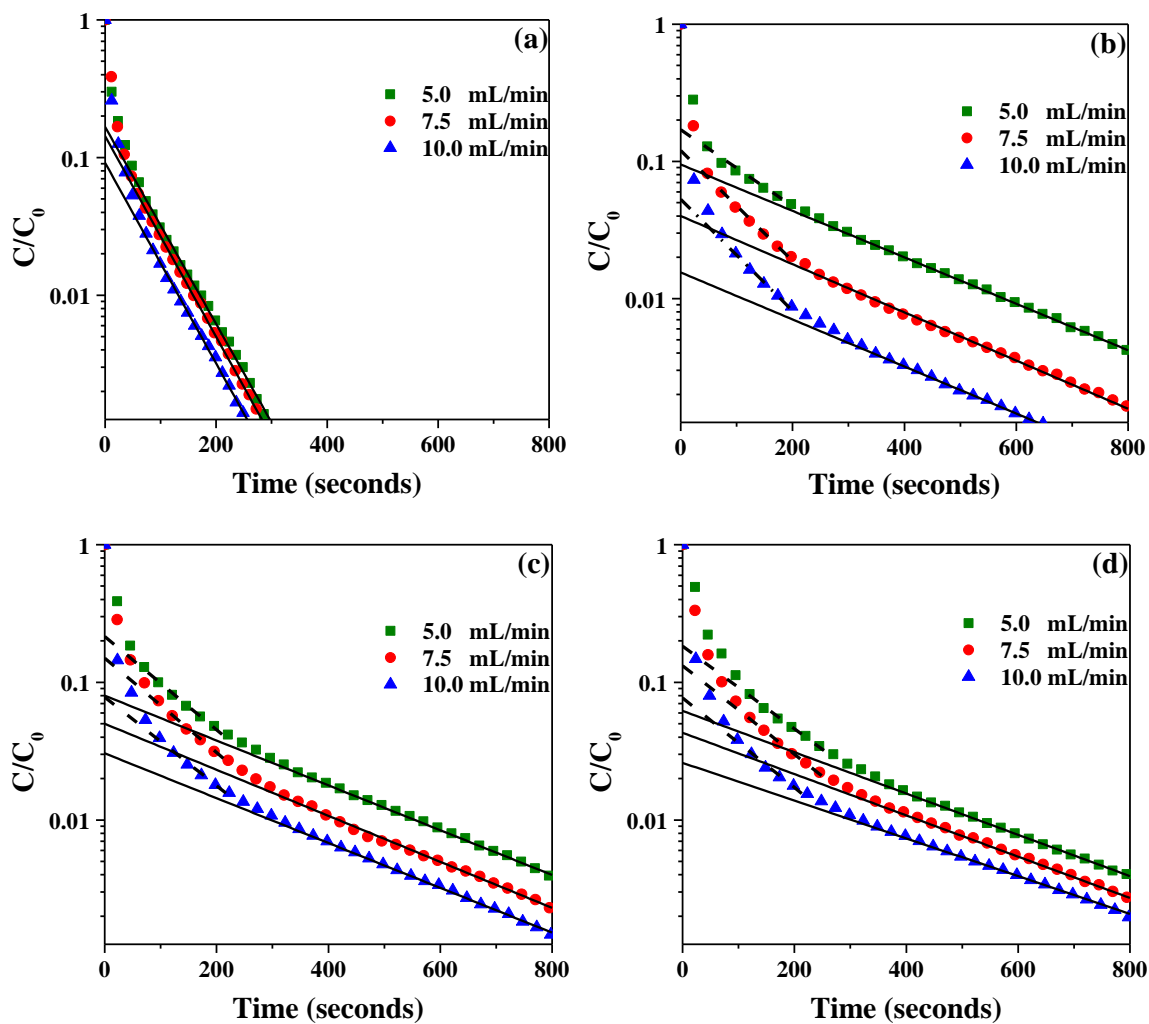 (a)
1
0.1
0.01
C/C0
5.0 mL/min
7.5 mL/min
10.0 mL/min
0 200 400 600 800
Time (seconds)
(b)
1
0.1
0.01
C/C0
5.0 mL/min
7.5 mL/min
10.0 mL/min
0 200 400 600 800
Time (seconds)
(c)
1
0.1
0.01
C/C0
5.0 mL/min
7.5 mL/min
10.0 mL/min
0 200 400 600 800
Time (seconds)
(d)
1
0.1
0.01
C/C0
5.0 mL/min
7.5 mL/min
10.0 mL/min
0 200 400 600 800
Time (seconds)